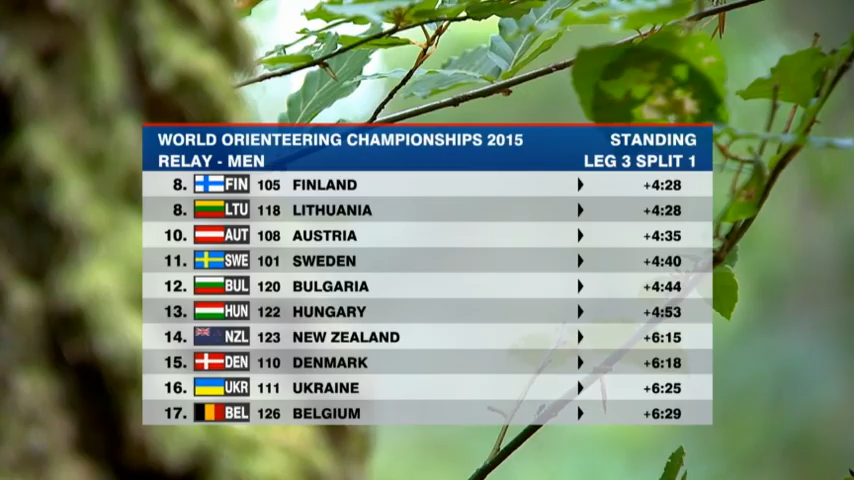 WORLD ORIENTEERING CHAMPIONSHIPS 2015 STANDING
RELAY - MEN LEG 3 SPLIT 1
8. FIN 105 FINLAND +4:28
8. LTU 118 LITHUANIA +4:28
10. AUT 108 AUSTRIA +4:35
11. SWE 101 SWEDEN +4:40
12. BUL 120 BULGARIA +4:44
13. HUN 122 HUNGARY +4:53
14. NZL 123 NEW ZEALAND +6:15
15. DEN 110 DENMARK +6:18
16. UKR 111 UKRAINE +6:25
17. BEL 126 BELGIUM +6:29